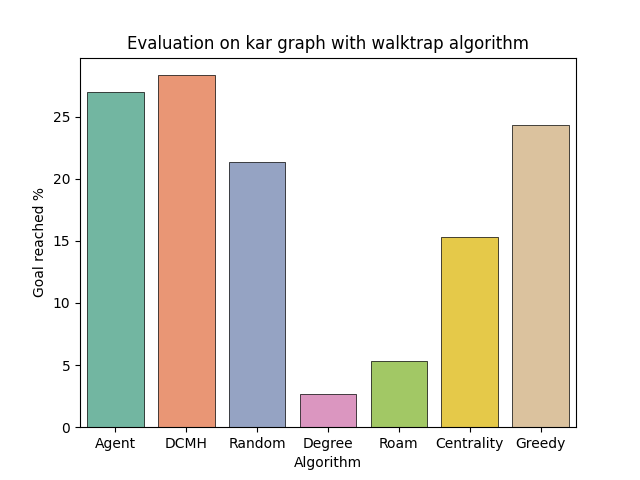 Evaluation on kar graph with walktrap algorithm
Goal reached %
25
20
15
10
5
0
Agent DCMH Random Degree Roam Centrality Greedy
Algorithm